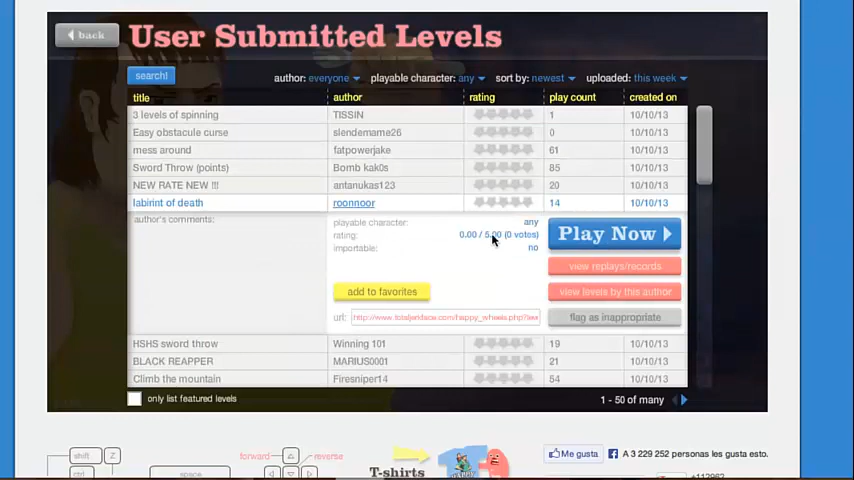 back
User Submitted Levels
search!
author: everyone playable character: any sort by: newest uploaded: this week
title author rating play count created on
3 levels of spinning TISSIN 1 10/10/13
Easy obstacule curse slendemame26 0 10/10/13
mess around fatpowerjake 61 10/10/13
Sword Throw (points) Bomb kak0s 85 10/10/13
NEW RATE NEW !!! antanukas123 20 10/10/13
labirint of death roonnoor 14 10/10/13
author's comments:
playable character: any
rating: 0.00 / 5.00 (0 votes)
importable: no
Play Now
view replays/records
add to favorites
view levels by this author
url: http://www.totaljerkface.com/happy_wheels.php?
flag as inappropriate
HSHS sword throw Winning 101 19 10/10/13
BLACK REAPPER MARIUS0001 21 10/10/13
Climb the mountain Firesniper14 54 10/10/13
only list featured levels
1 - 50 of many
shift Z
ctrl
space
forward
reverse
T-shirts
Me gusta
A 3 229 252 personas les gusta esto.